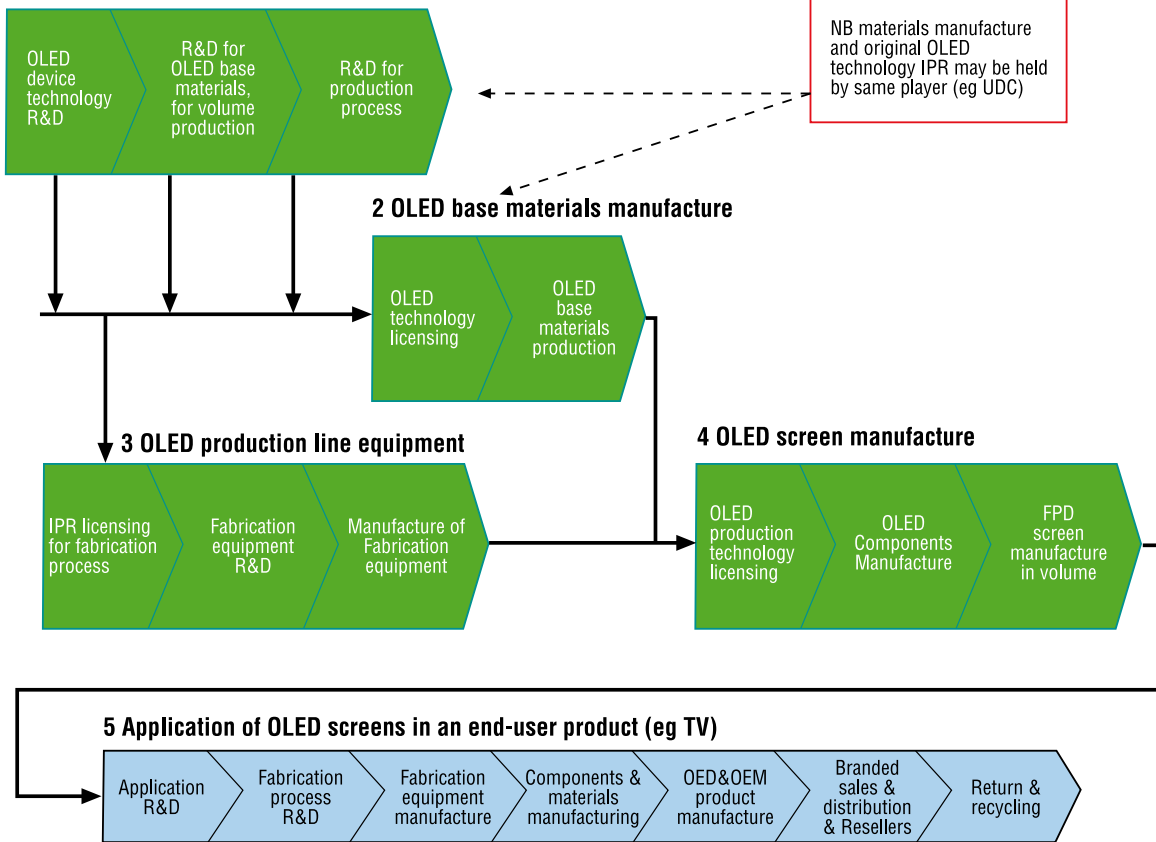 OLED
device
technology
R&D
R&D for
OLED base
materials,
for volume
production
R&D for
production
process
NB materials manufacture
and original OLED
technology IPR may be held
by same player (eg UDC)
2 OLED base materials manufacture
OLED
technology
licensing
OLED
base
materials
production
3 OLED production line equipment
IPR licensing
for fabrication
process
Fabrication
equipment
R&D
Manufacture of
Fabrication
equipment
4 OLED screen manufacture
OLED
production
technology
licensing
OLED
Components
Manufacture
FPD
screen
manufacture
in volume
5 Application of OLED screens in an end-user product (eg TV)
Application
R&D
Fabrication
process
R&D
Fabrication
equipment
manufacture
Components &
materials
manufacturing
OED&OEM
product
manufacture
Branded
sales &
distribution
& Resellers
Return &
recycling